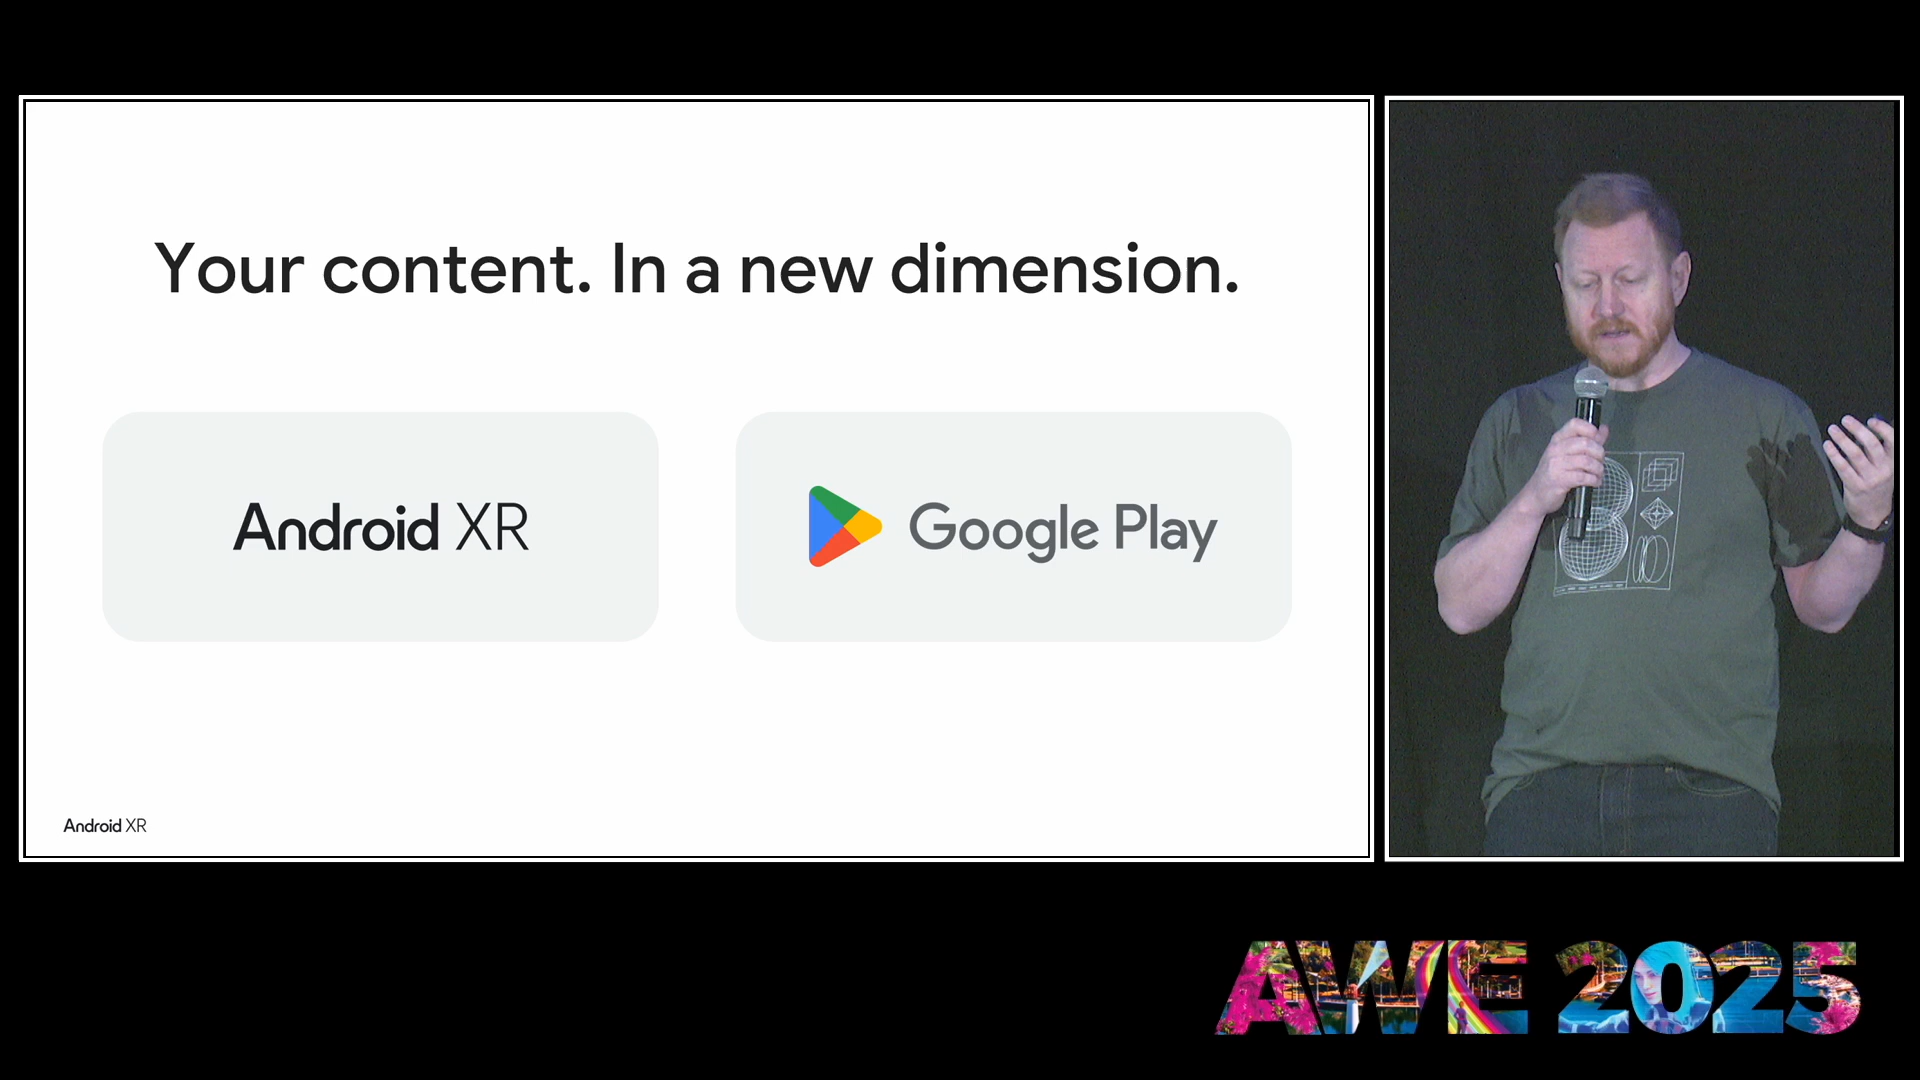 Your content. In a new dimension.
Android XR
Google Play
Android XR
AWE 2025